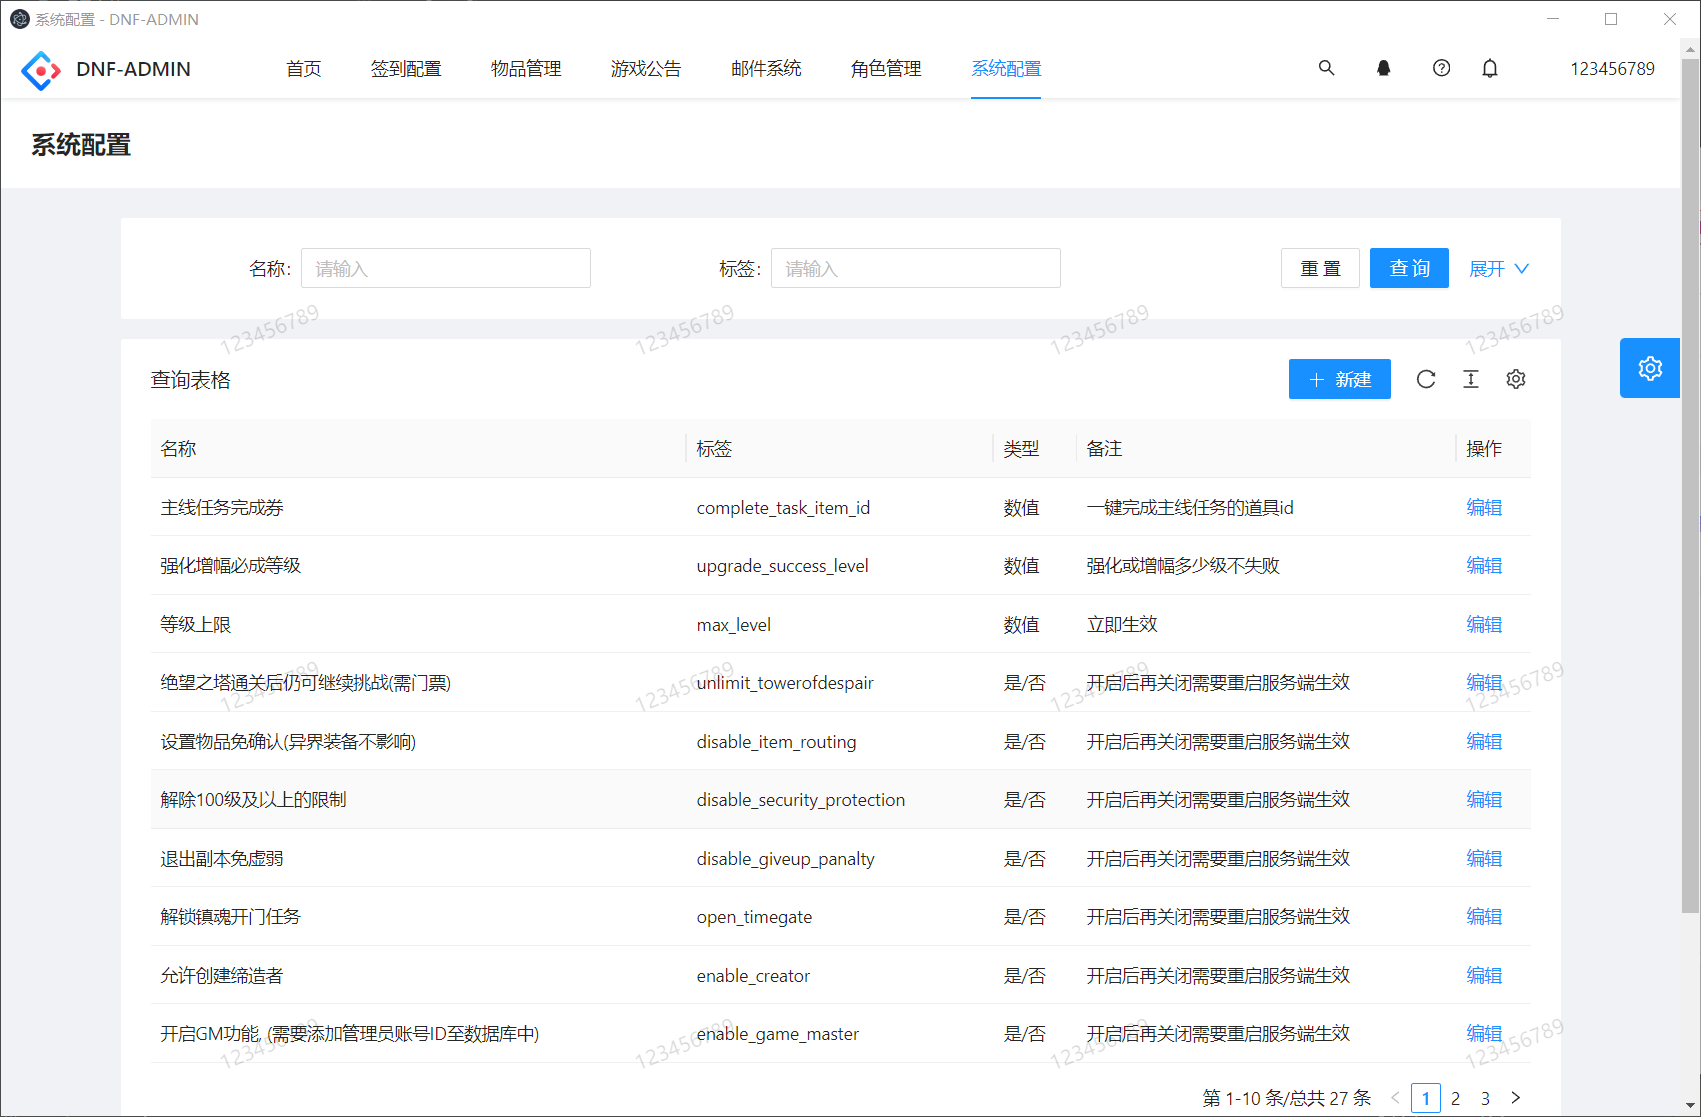 系统配置 - DNF-ADMIN
DNF-ADMIN 首页 签到配置 物品管理 游戏公告 邮件系统 角色管理 系统配置 123456789
系统配置
名称: 请输入 标签: 请输入 重 置 查 询 展开
123456789 123456789 123456789 123456789
查询表格 新建
名称 标签 类型 备注 操作
主线任务完成券 complete_task_item_id 数值 一键完成主线任务的道具id 编辑
强化增幅必成等级 upgrade_success_level 数值 强化或增幅多少级不失败 编辑
等级上限 max_level 数值 立即生效 编辑
绝望之塔通关后仍可继续挑战(需门票) unlimit_towerofdespair 是/否 开启后再关闭需要重启服务端生效 编辑
123456789 123456789 123456789 123456789
设置物品免确认(异界装备不影响) disable_item_routing 是/否 开启后再关闭需要重启服务端生效 编辑
解除100级及以上的限制 disable_security_protection 是/否 开启后再关闭需要重启服务端生效 编辑
退出副本免虚弱 disable_giveup_panalty 是/否 开启后再关闭需要重启服务端生效 编辑
解锁镇魂开门任务 open_timegate 是/否 开启后再关闭需要重启服务端生效 编辑
允许创建缔造者 enable_creator 是/否 开启后再关闭需要重启服务端生效 编辑
开启GM功能, (需要添加管理员账号ID至数据库中) enable_game_master 是/否 开启后再关闭需要重启服务端生效 编辑
123456789 123456789 123456789 123456789
第 1-10 条/总共 27 条 < 1 2 3 >